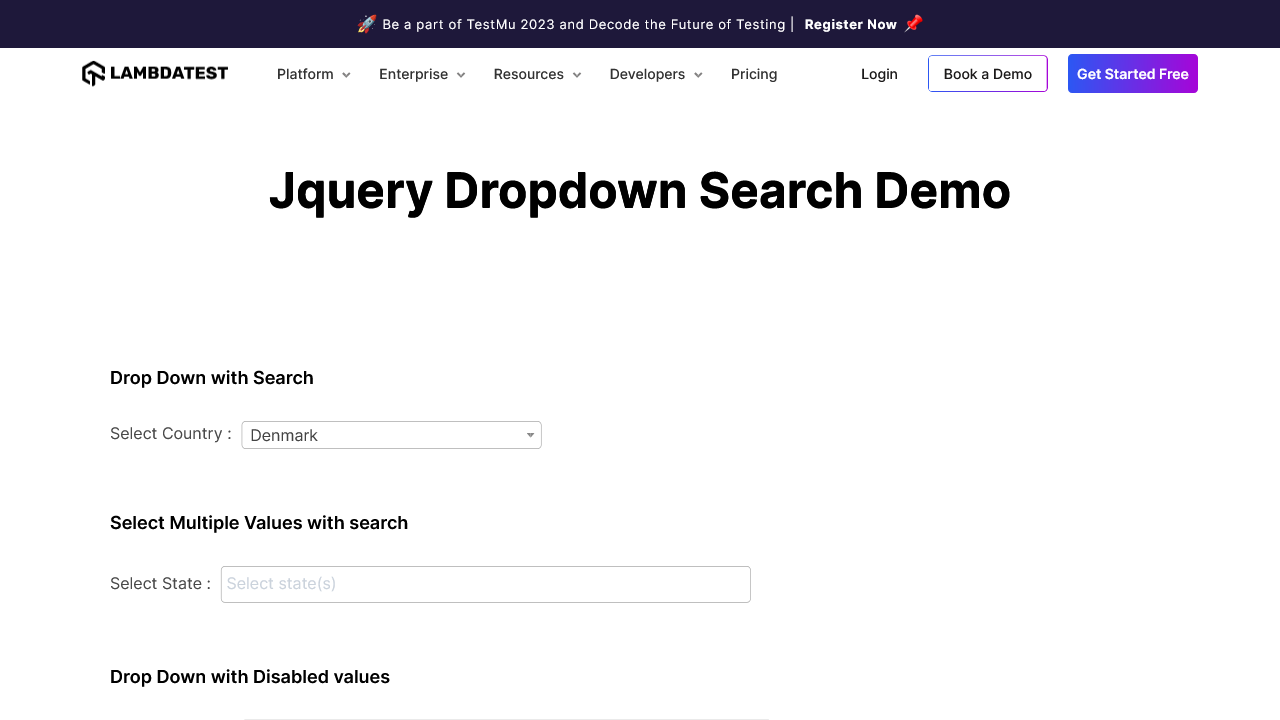 🚀 Be a part of TestMu 2023 and Decode the Future of Testing | Register Now 📌
LAMBDATEST Platform Enterprise Resources Developers Pricing Login Book a Demo Get Started Free
Jquery Dropdown Search Demo
Drop Down with Search
Select Country : Denmark
Select Multiple Values with search
Select State : Select state(s)
Drop Down with Disabled values